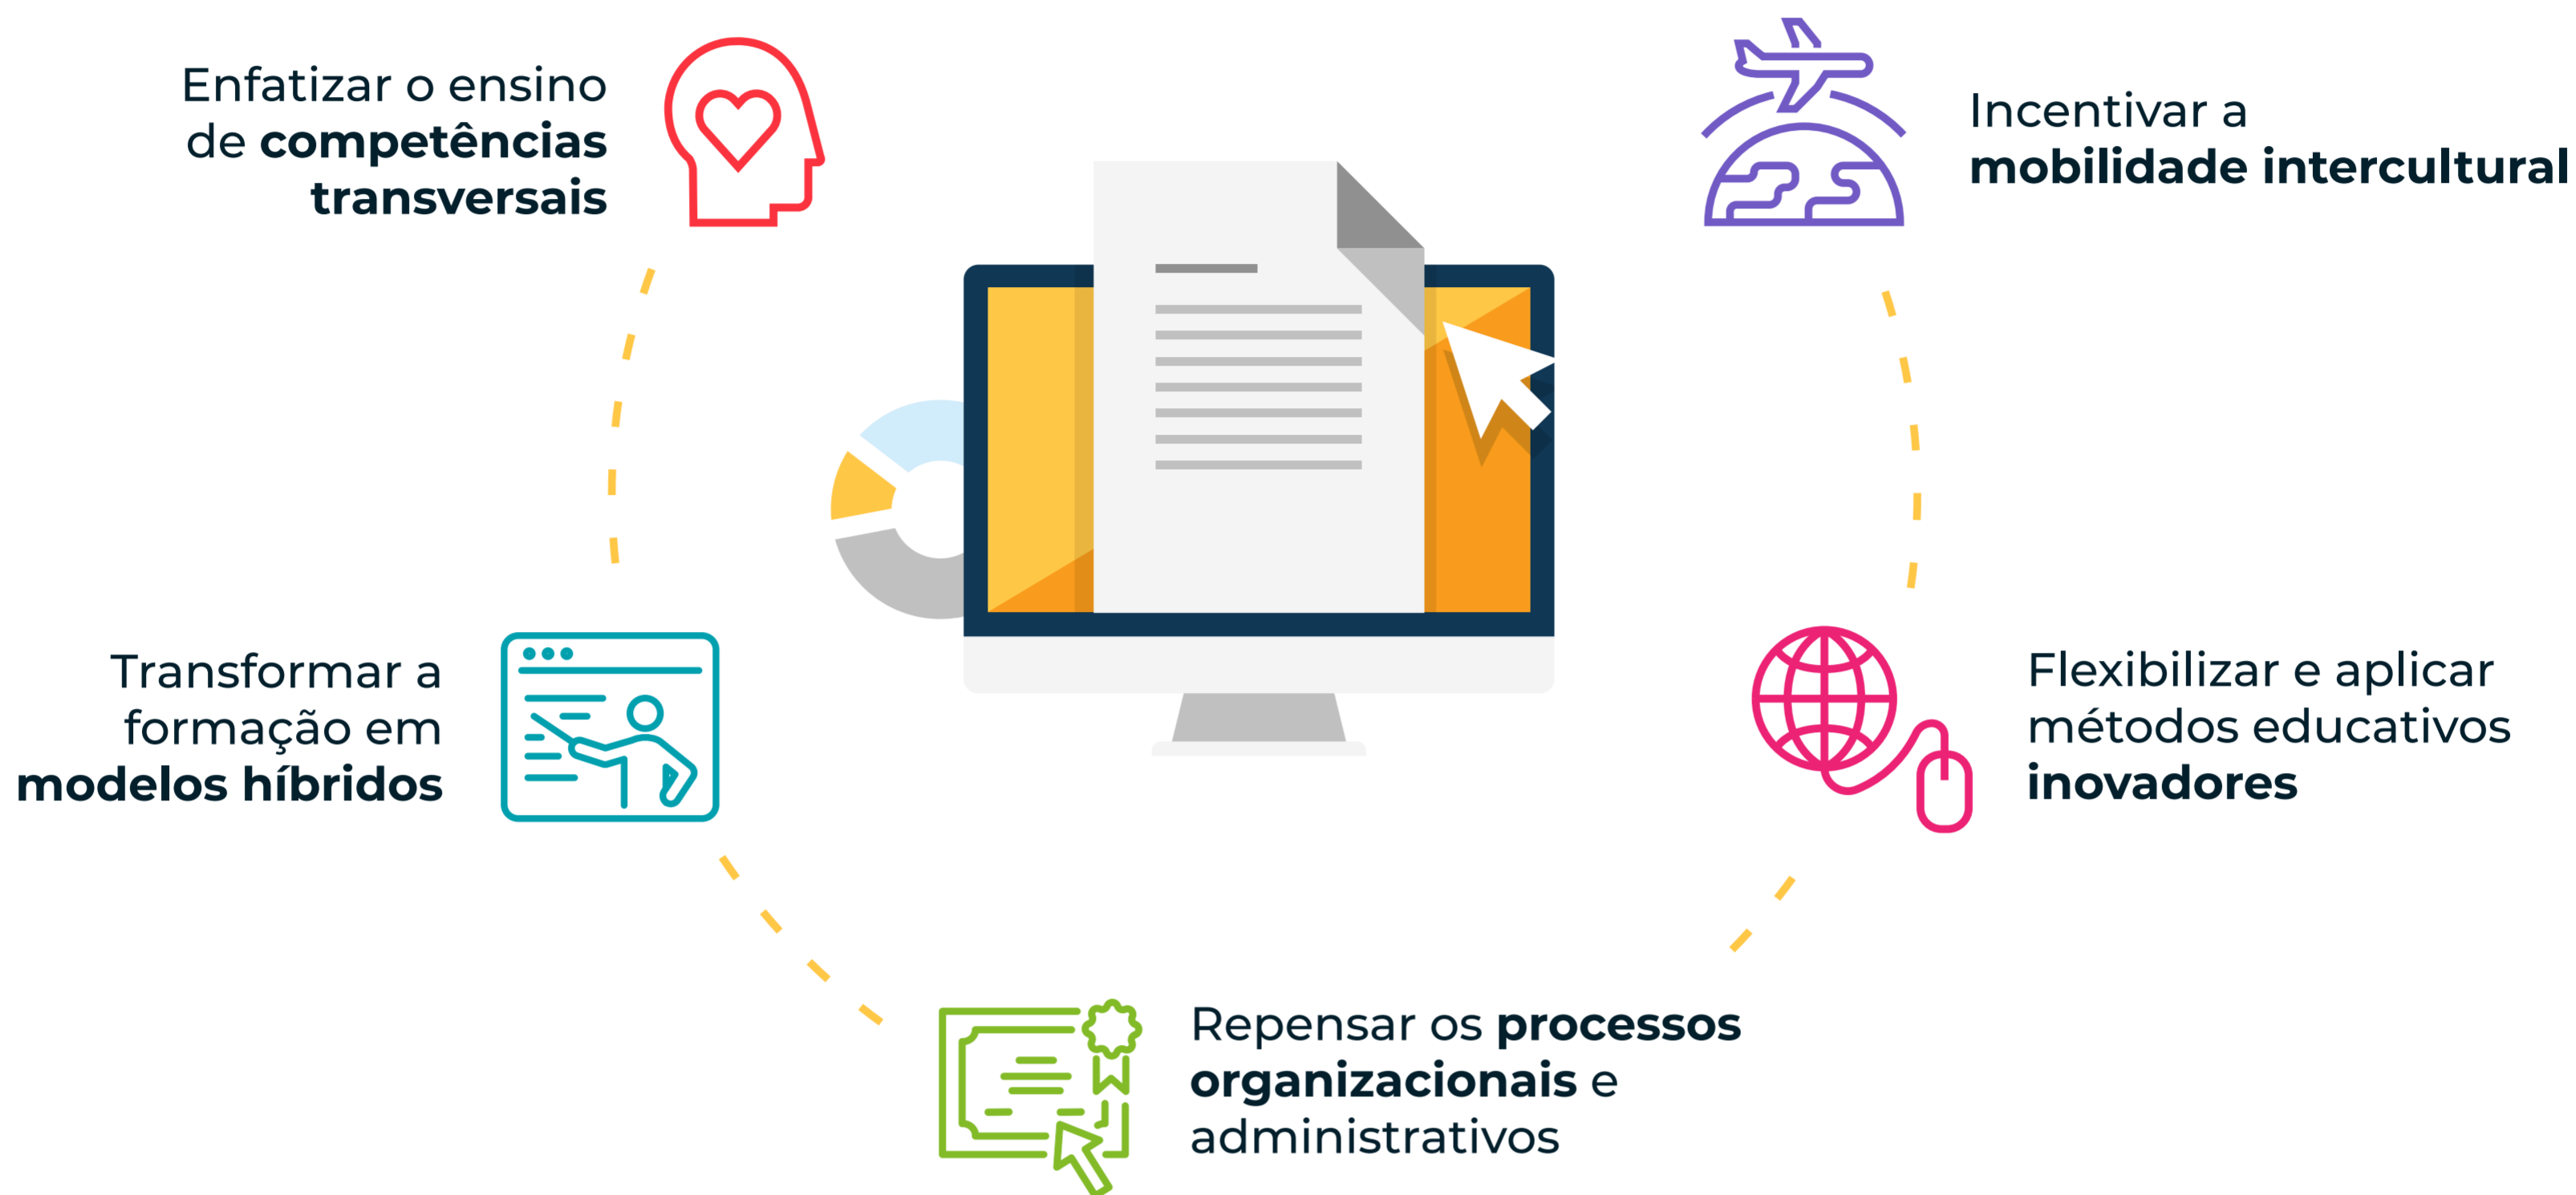 Enfatizar o ensino
de competências
transversais
Incentivar a
mobilidade intercultural
Transformar a
formação em
modelos híbridos
Flexibilizar e aplicar
métodos educativos
inovadores
Repensar os processos
organizacionais e
administrativos